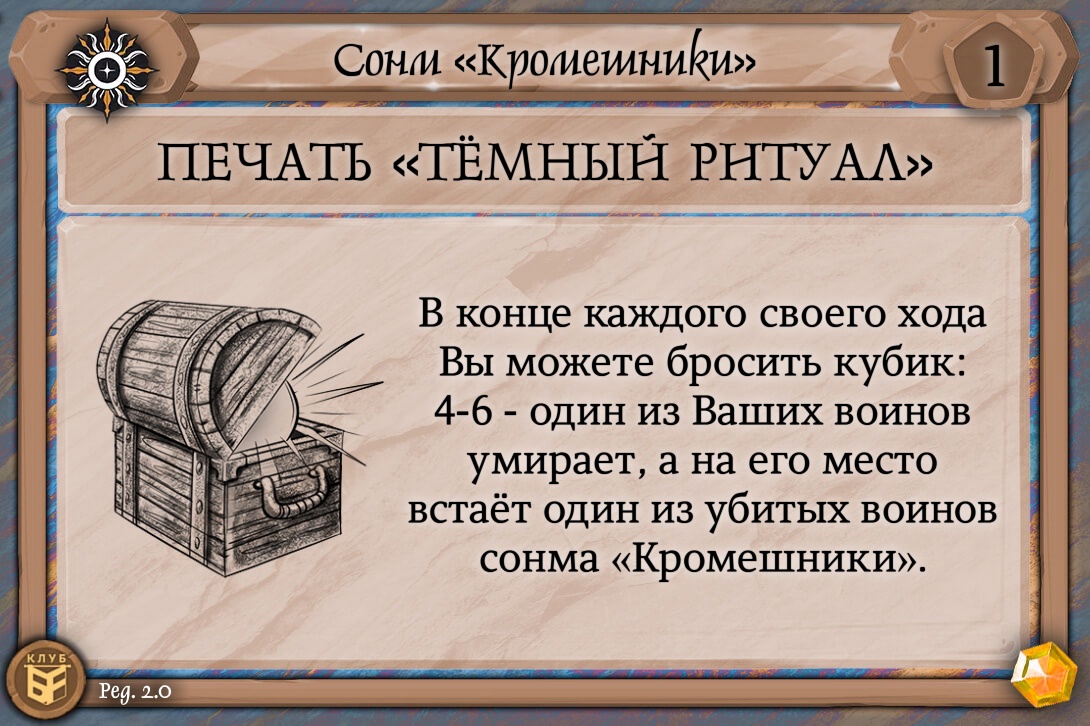 Сонм «Кромешники»
1
ПЕЧАТЬ «ТЁМНЫЙ РИТУАЛ»
В конце каждого своего хода
Вы можете бросить кубик:
4-6 - один из Ваших воинов
умирает, а на его место
встаёт один из убитых воинов
сонма «Кромешники».
КЛУБ
Ред. 2.0